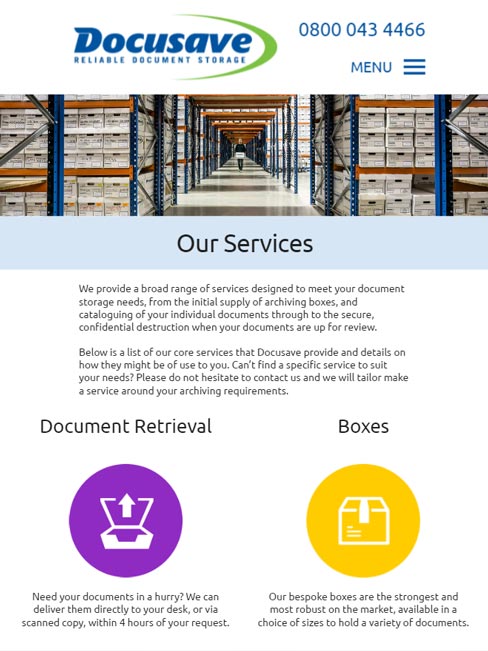 Docusave
RELIABLE DOCUMENT STORAGE
0800 043 4466
MENU
Our Services
We provide a broad range of services designed to meet your document
storage needs, from the initial supply of archiving boxes, and
cataloguing of your individual documents through to the secure,
confidential destruction when your documents are up for review.
Below is a list of our core services that Docusave provide and details on
how they might be of use to you. Can't find a specific service to suit
your needs? Please do not hesitate to contact us and we will tailor make
a service around your archiving requirements.
Document Retrieval
Boxes
Need your documents in a hurry? We can
deliver them directly to your desk, or via
scanned copy, within 4 hours of your request.
Our bespoke boxes are the strongest and
most robust on the market, available in a
choice of sizes to hold a variety of documents.